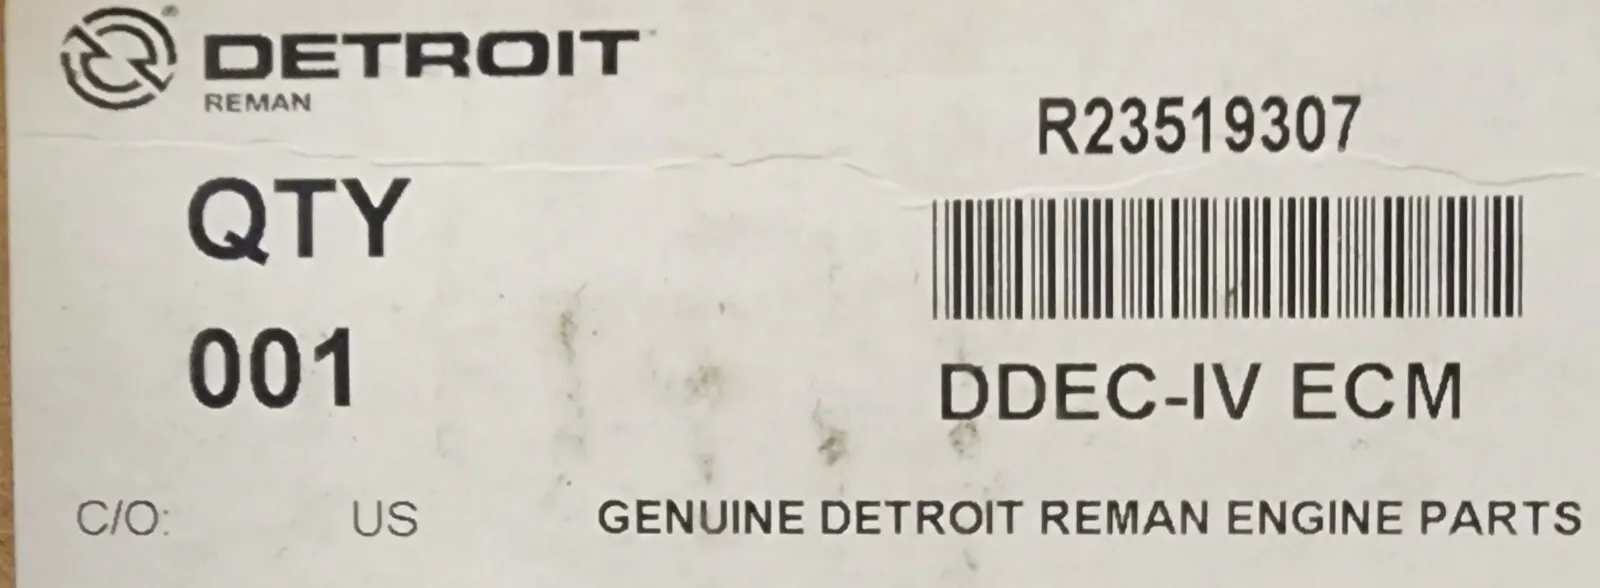 DETROIT
REMAN
R23519307
QTY
001
DDEC-IV ECM
C/O: US
GENUINE DETROIT REMAN ENGINE PARTS